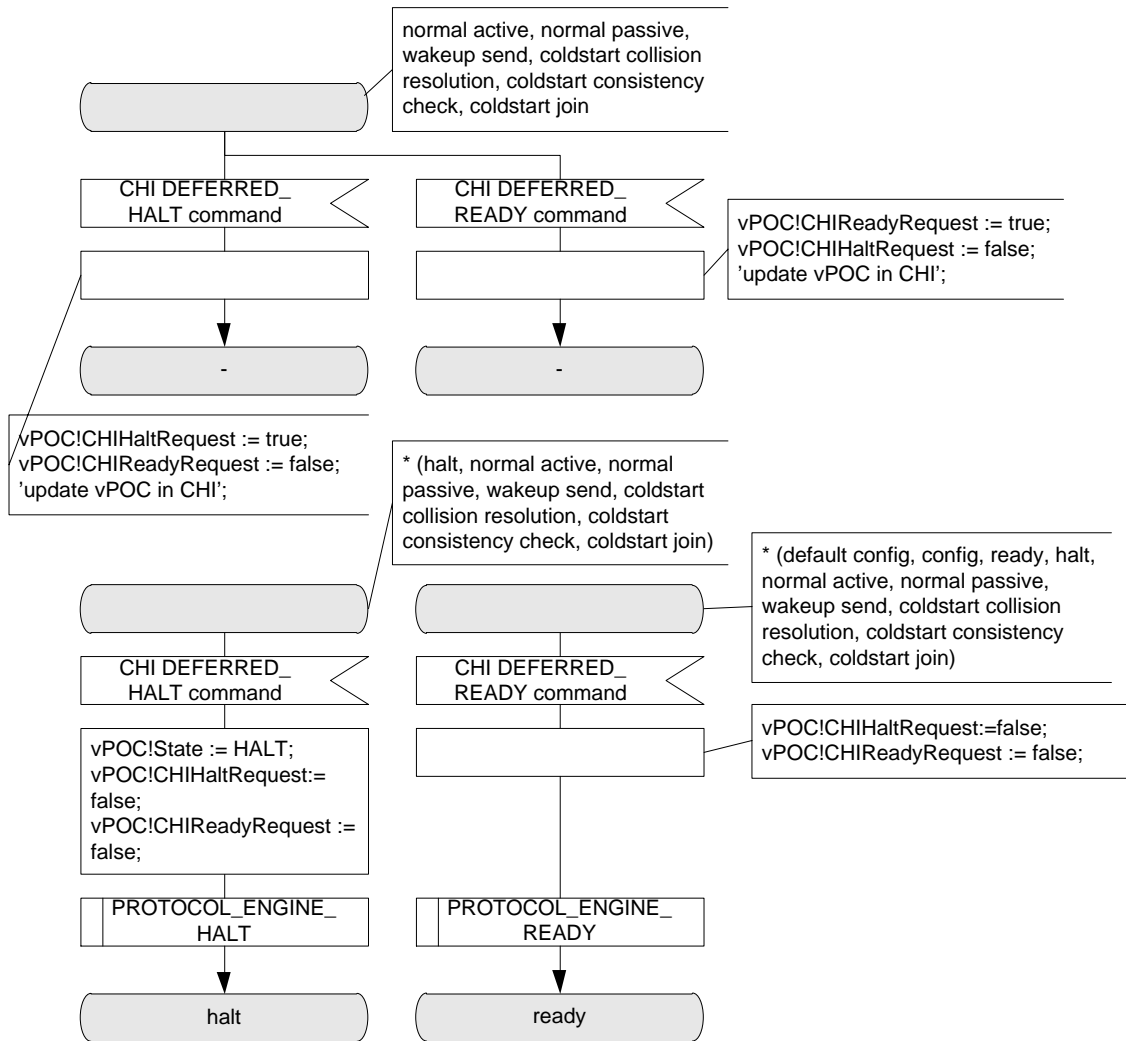 normal active, normal passive,
wakeup send, coldstart collision
resolution, coldstart consistency
check, coldstart join
CHI DEFERRED_
HALT command
CHI DEFERRED_
READY command
vPOC!CHIReadyRequest := true;
vPOC!CHIHaltRequest := false;
’update vPOC in CHI’;
-
-
vPOC!CHIHaltRequest := true;
vPOC!CHIReadyRequest := false;
’update vPOC in CHI’;
* (halt, normal active, normal
passive, wakeup send, coldstart
collision resolution, coldstart
consistency check, coldstart join)
* (default config, config, ready, halt,
normal active, normal passive,
wakeup send, coldstart collision
resolution, coldstart consistency
check, coldstart join)
CHI DEFERRED_
HALT command
CHI DEFERRED_
READY command
vPOC!State := HALT;
vPOC!CHIHaltRequest:=
false;
vPOC!CHIReadyRequest :=
false;
vPOC!CHIHaltRequest:=false;
vPOC!CHIReadyRequest := false;
PROTOCOL_ENGINE_
HALT
PROTOCOL_ENGINE_
READY
halt
ready